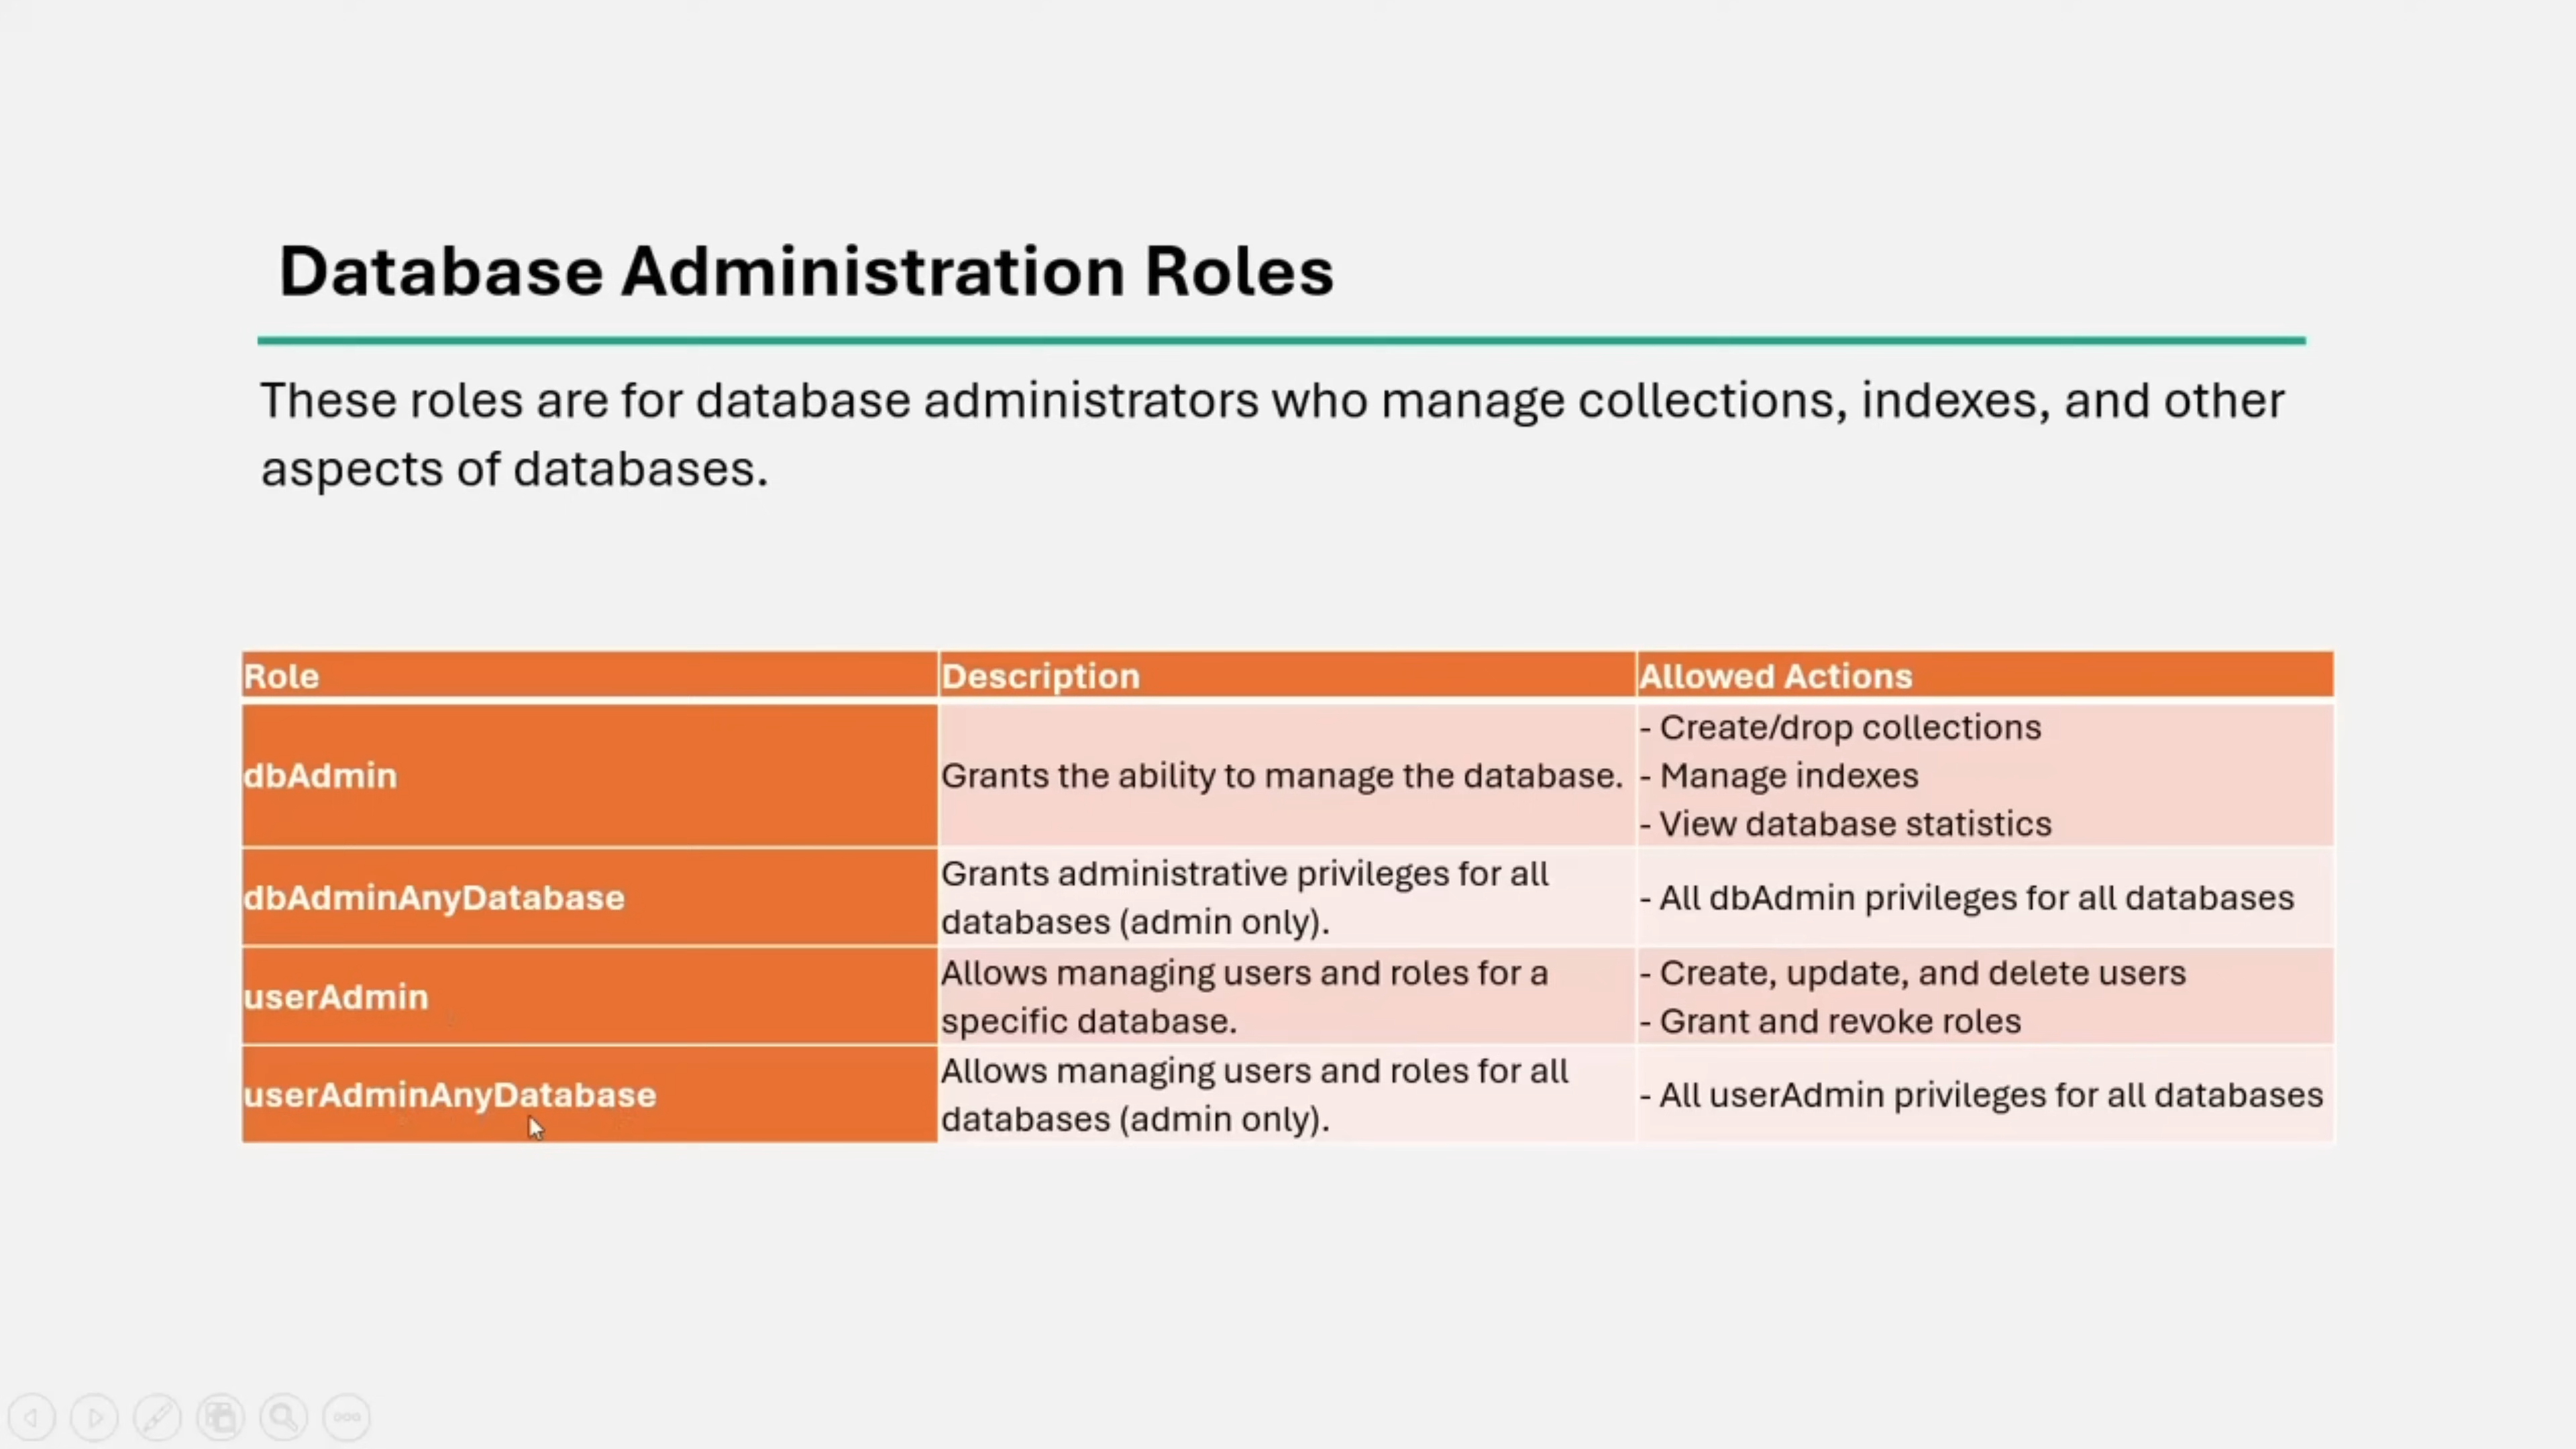 Database Administration Roles
These roles are for database administrators who manage collections, indexes, and other
aspects of databases.
Role
Description
Allowed Actions
dbAdmin
Grants the ability to manage the database.
- Create/drop collections
- Manage indexes
- View database statistics
dbAdminAnyDatabase
Grants administrative privileges for all
databases (admin only).
- All dbAdmin privileges for all databases
userAdmin
Allows managing users and roles for a
specific database.
- Create, update, and delete users
- Grant and revoke roles
userAdminAnyDatabase
Allows managing users and roles for all
databases (admin only).
- All userAdmin privileges for all databases